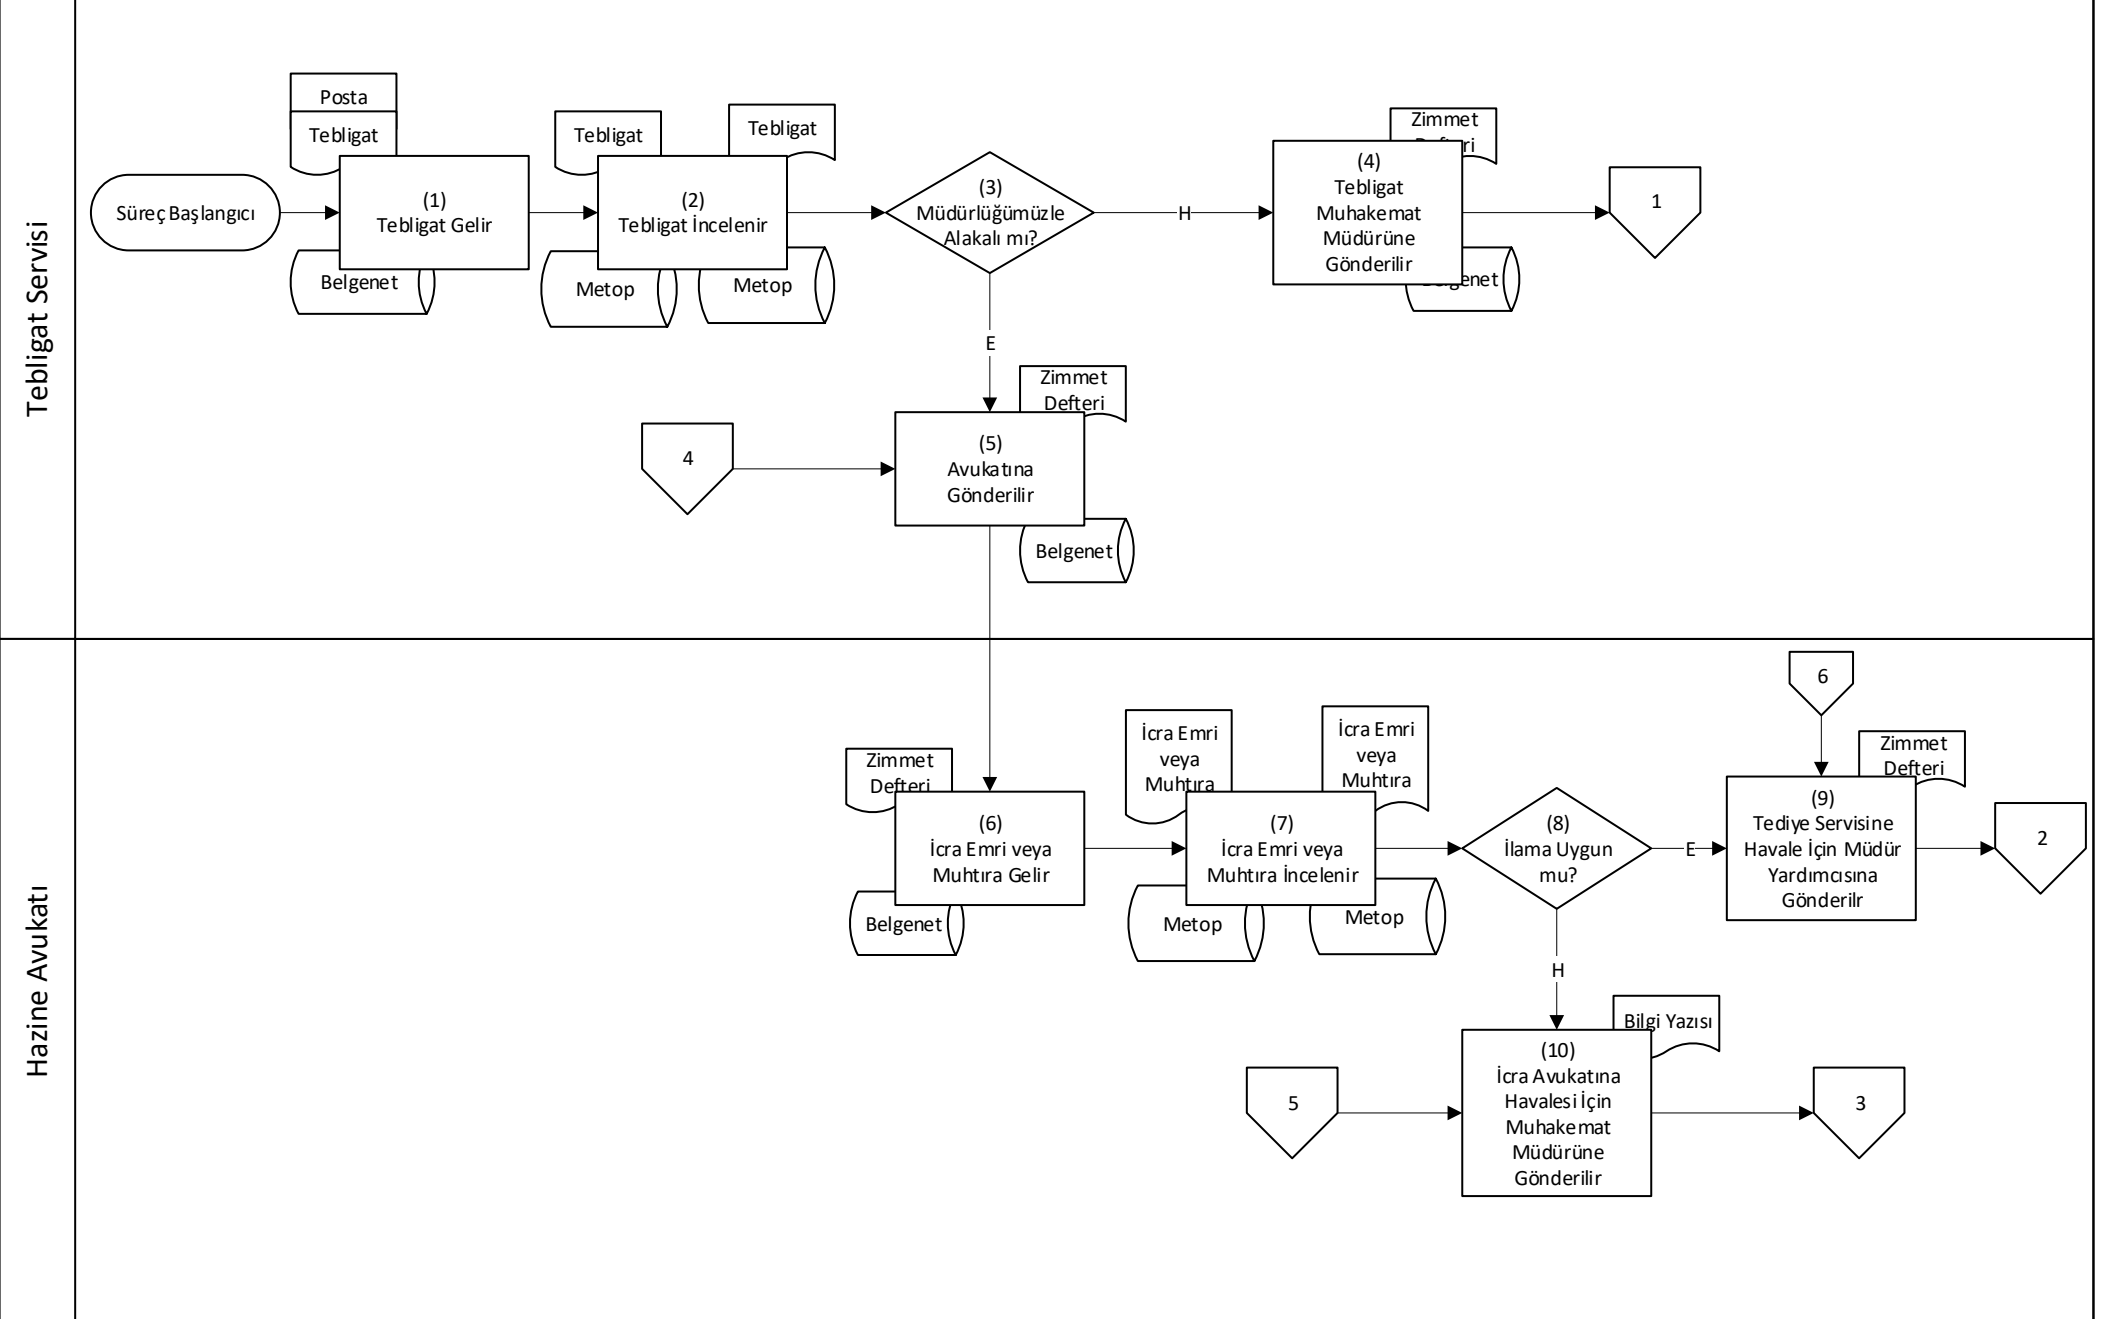 Tebligat Servisi
Posta
Tebligat
Süreç Başlangıcı
(1)
Tebligat Gelir
Belgenet
Tebligat
Tebligat
(2)
Tebligat İncelenir
Metop
Metop
(3)
Müdürlüğümüzle
Alakalı mı?
H
E
Zimmet
Defteri
(4)
Tebligat
Muhakemat
Müdürüne
Gönderilir
Belgenet
1
4
Zimmet
Defteri
(5)
Avukatına
Gönderilir
Belgenet
Hazine Avukatı
Zimmet
Defteri
(6)
İcra Emri veya
Muhtıra Gelir
Belgenet
İcra Emri
veya
Muhtıra
İcra Emri
veya
Muhtıra
(7)
İcra Emri veya
Muhtıra İncelenir
Metop
Metop
(8)
İlama Uygun
mu?
E
H
6
Zimmet
Defteri
(9)
Tediye Servisine
Havale İçin Müdür
Yardımcısına
Gönderilr
2
5
Bilgi Yazısı
(10)
İcra Avukatına
Havalesi İçin
Muhakemat
Müdürüne
Gönderilir
3